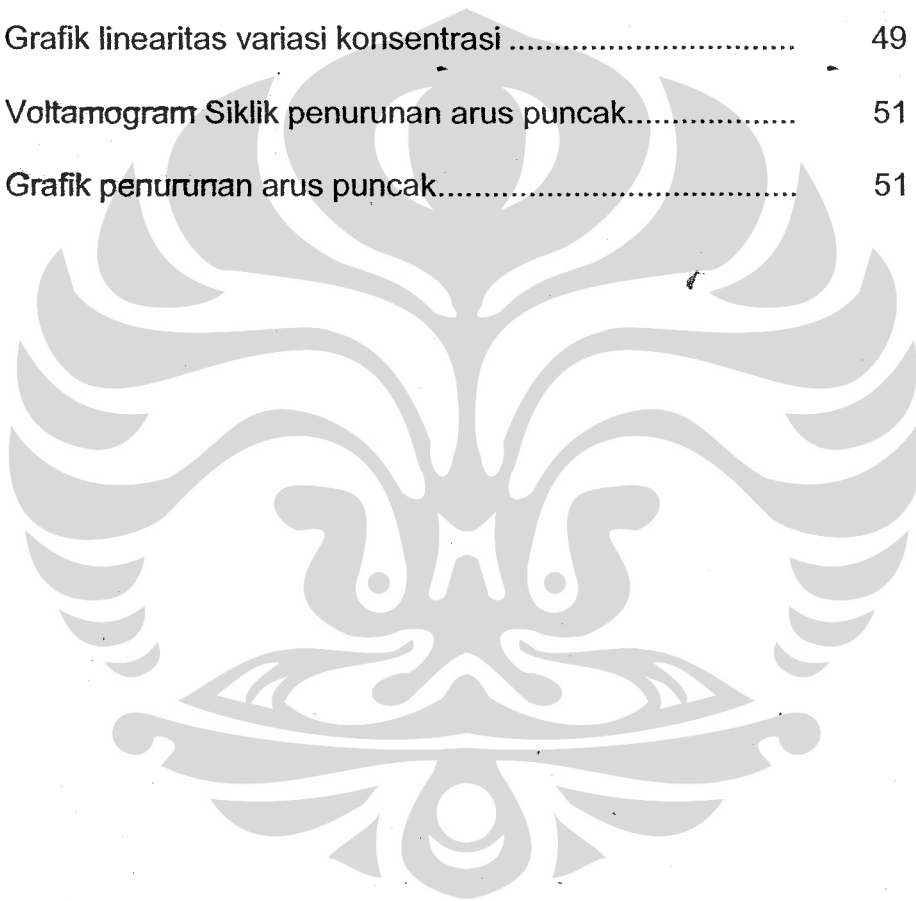 Grafik linearitas variasi konsentrasi ............................... 49
Voltamogram Siklik penurunan arus puncak................... 51
Grafik penurunan arus puncak....................................... 51